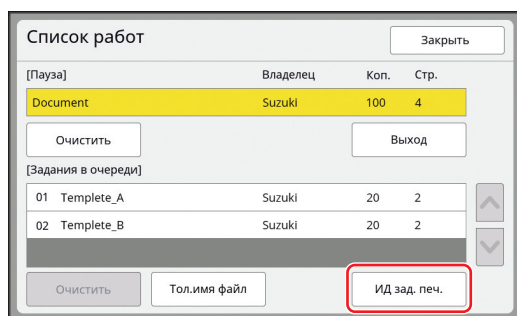 Список работ Закрыть
[Пауза] Владелец Коп. Стр.
Document Suzuki 100 4
Очистить Выход
[Задания в очереди]
01 Templete_A Suzuki 20 2
02 Templete_B Suzuki 20 2
Очистить Тол.имя файл ИД зад. печ.